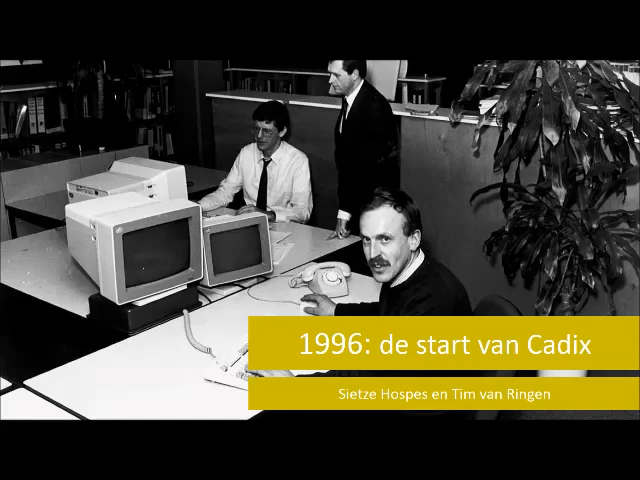 1996: de start van Cadix
Sietze Hospes en Tim van Ringen